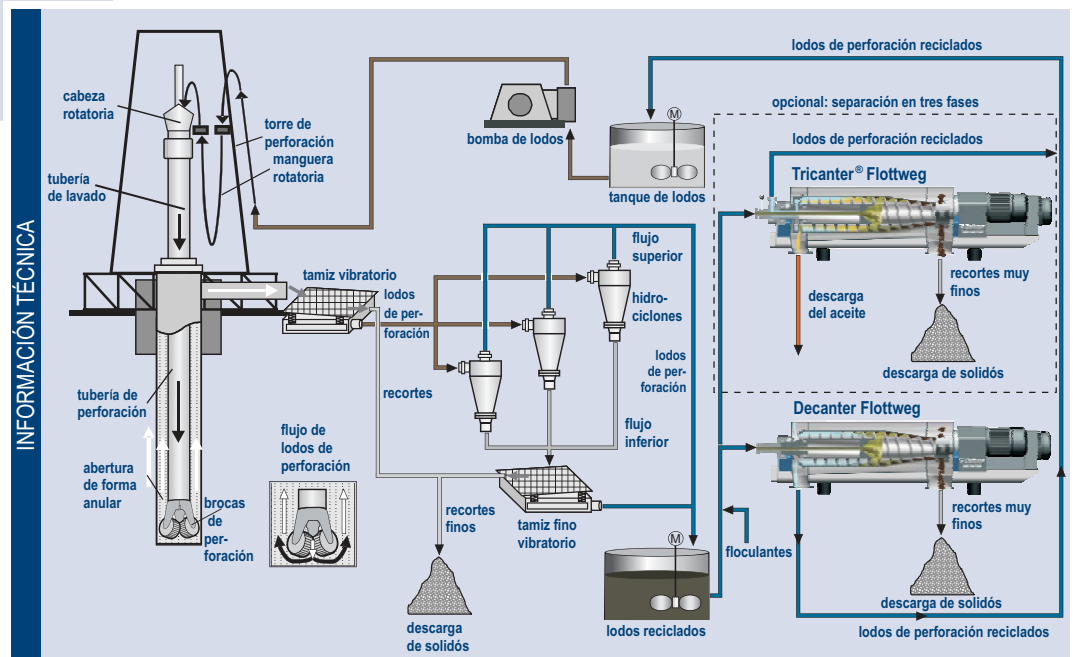 INFORMACIÓN TÉCNICA
cabeza
rotatoria
torre de
perforación
manguera
rotatoria
tubería
de lavado
bomba de lodos
M
tanque de lodos
lodos de perforación reciclados
opcional: separación en tres fases
lodos de perforación reciclados
Tricanter® Flottweg
descarga
del aceite
recortes muy
finos
descarga de solidós
tamiz vibratorio
lodos
de per-
foración
flujo
superior
hidro-
ciclones
lodos
de per-
foración
recortes
flujo
inferior
tubería de
perforación
abertura
de forma
anular
brocas
de
per-
foración
flujo de
lodos de
perforación
recortes
finos
descarga
de solidós
tamiz fino
vibratorio
M
lodos reciclados
floculantes
Decanter Flottweg
recortes muy
finos
descarga de solidós
lodos de perforación reciclados